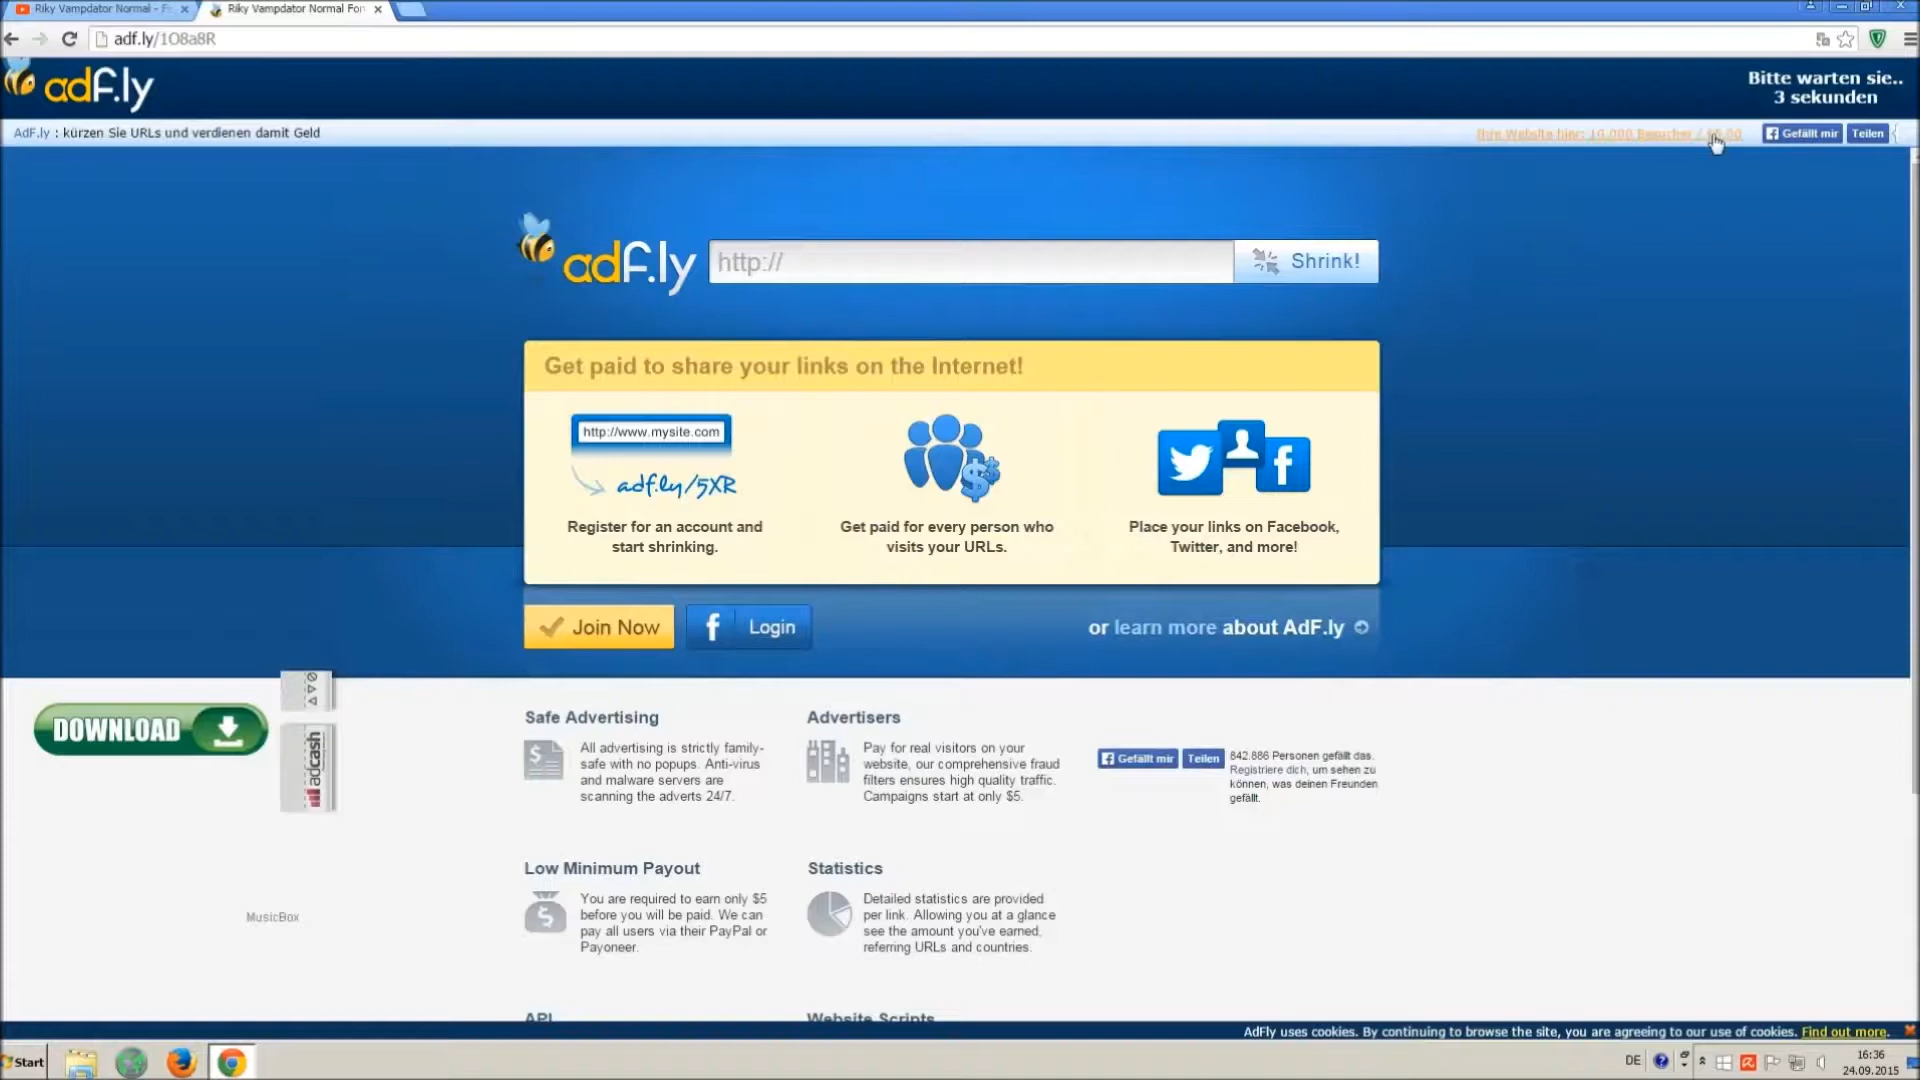 Riky Vampdator Normal - F
Riky Vampdator Normal For
adf.ly/1O8a8R
adf.ly
Bitte warten sie..
3 sekunden
AdF.ly : kürzen Sie URLs und verdienen damit Geld
Ihre Website hier: 10.000 Besucher /
Gefällt mir
Teilen
adf.ly
http://
Shrink!
Get paid to share your links on the Internet!
http://www.mysite.com
adf.ly/5XR
Register for an account and
start shrinking.
Get paid for every person who
visits your URLs.
Place your links on Facebook,
Twitter, and more!
Join Now
Login
or learn more about AdF.ly
DOWNLOAD
adcash
MusicBox
Safe Advertising
All advertising is strictly family-
safe with no popups. Anti-virus
and malware servers are
scanning the adverts 24/7.
Advertisers
Pay for real visitors on your
website, our comprehensive fraud
filters ensures high quality traffic.
Campaigns start at only $5.
Gefällt mir
Teilen
842.886 Personen gefällt das.
Registriere dich, um sehen zu
können, was deinen Freunden
gefällt.
Low Minimum Payout
You are required to earn only $5
before you will be paid. We can
pay all users via their PayPal or
Payoneer.
Statistics
Detailed statistics are provided
per link. Allowing you at a glance
see the amount you've earned,
referring URLs and countries.
API
Website Scripts
AdFly uses cookies. By continuing to browse the site, you are agreeing to our use of cookies. Find out more.
Start
DE
16:36
24.09.2015